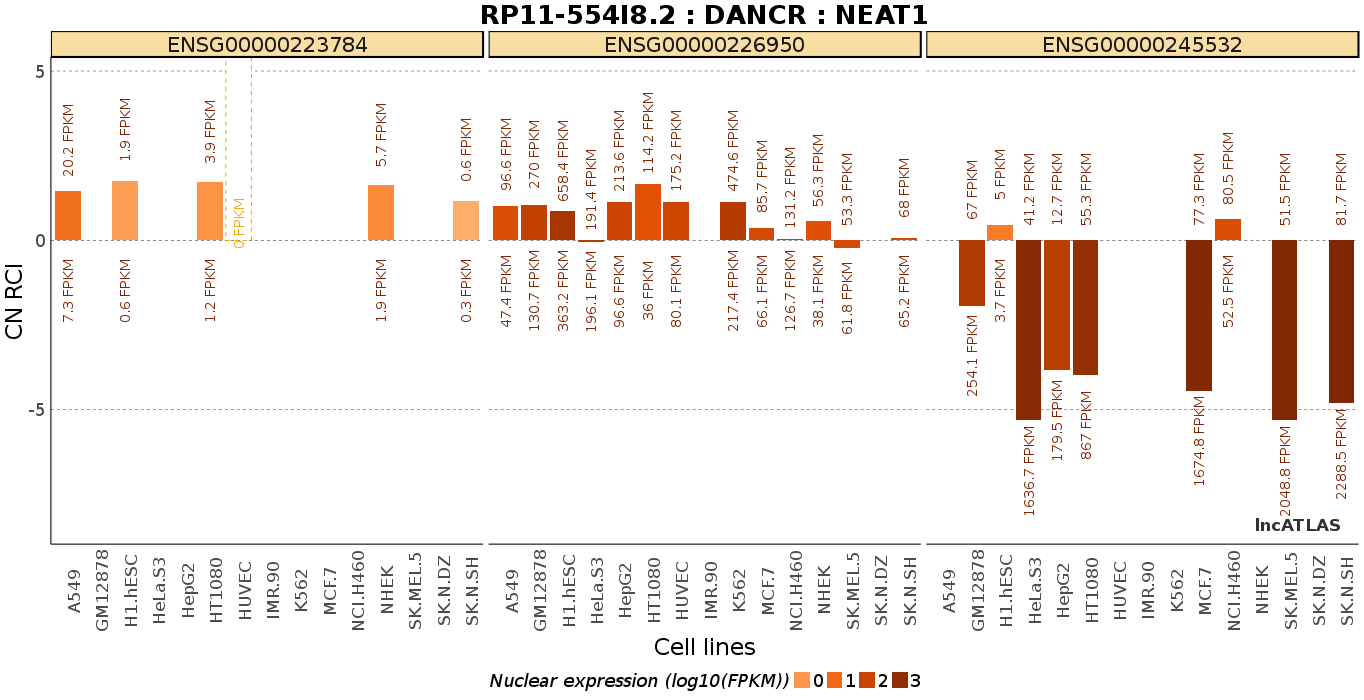 RP11-554I8.2 : DANCR : NEAT1
ENSG00000223784
ENSG00000226950
ENSG00000245532
CN RCI
5
0
-5
20.2 FPKM
1.9 FPKM
3.9 FPKM
0 FPKM
5.7 FPKM
0.6 FPKM
7.3 FPKM
0.6 FPKM
1.2 FPKM
1.9 FPKM
0.3 FPKM
96.6 FPKM
270 FPKM
658.4 FPKM
191.4 FPKM
213.6 FPKM
114.2 FPKM
175.2 FPKM
474.6 FPKM
85.7 FPKM
131.2 FPKM
56.3 FPKM
53.3 FPKM
68 FPKM
47.4 FPKM
130.7 FPKM
363.2 FPKM
196.1 FPKM
96.6 FPKM
36 FPKM
80.1 FPKM
217.4 FPKM
66.1 FPKM
126.7 FPKM
38.1 FPKM
61.8 FPKM
65.2 FPKM
67 FPKM
5 FPKM
41.2 FPKM
12.7 FPKM
55.3 FPKM
77.3 FPKM
80.5 FPKM
51.5 FPKM
81.7 FPKM
254.1 FPKM
3.7 FPKM
1636.7 FPKM
179.5 FPKM
867 FPKM
1674.8 FPKM
52.5 FPKM
2048.8 FPKM
2288.5 FPKM
lncATLAS
A549
GM12878
H1.hESC
HeLa.S3
HepG2
HT1080
HUVEC
IMR.90
K562
MCF.7
NCI.H460
NHEK
SK.MEL.5
SK.N.DZ
SK.N.SH
A549
GM12878
H1.hESC
HeLa.S3
HepG2
HT1080
HUVEC
IMR.90
K562
MCF.7
NCI.H460
NHEK
SK.MEL.5
SK.N.DZ
SK.N.SH
A549
GM12878
H1.hESC
HeLa.S3
HepG2
HT1080
HUVEC
IMR.90
K562
MCF.7
NCI.H460
NHEK
SK.MEL.5
SK.N.DZ
SK.N.SH
Cell lines
Nuclear expression (log10(FPKM)) 0 1 2 3